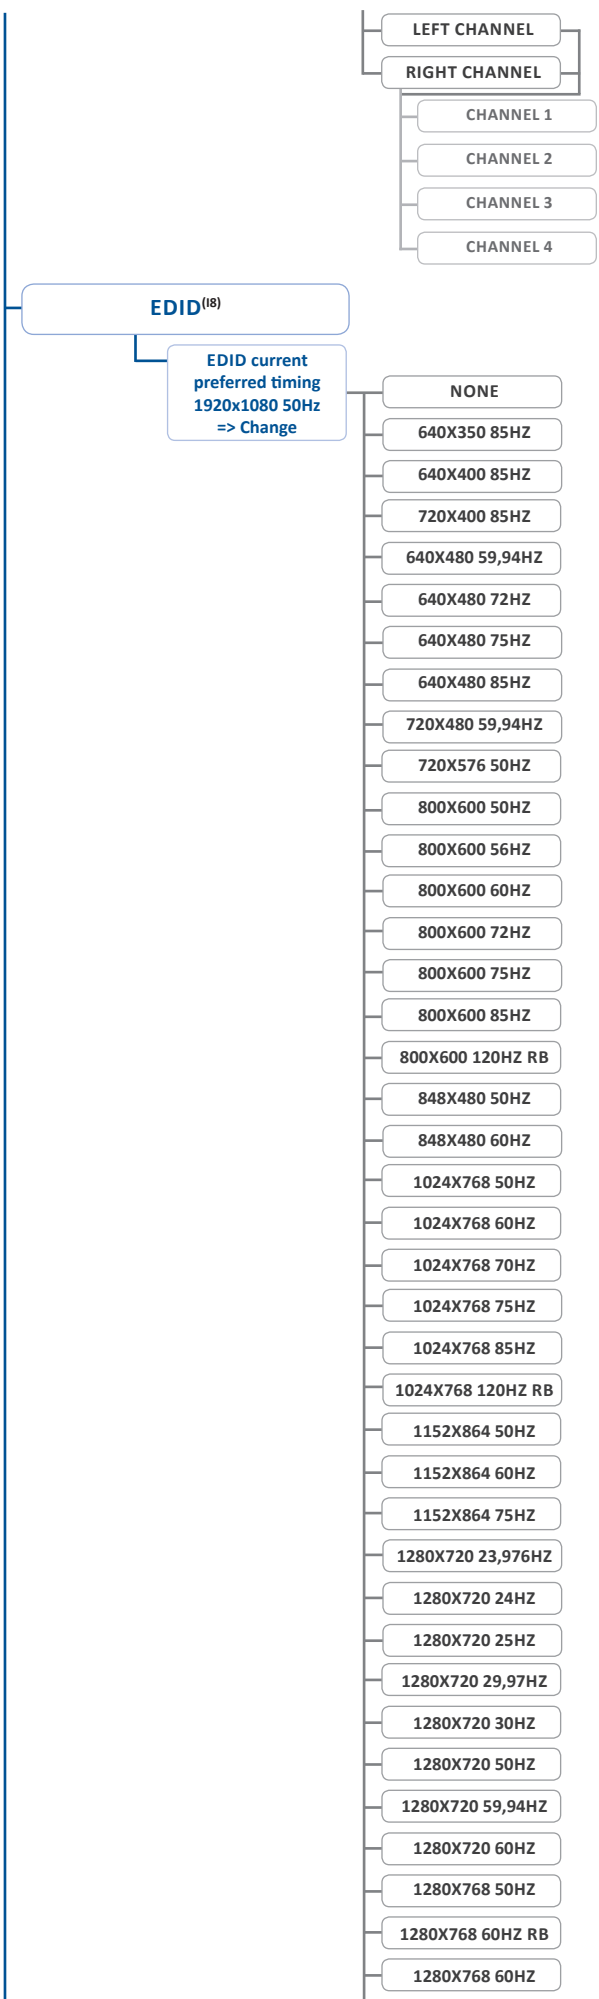 LEFT CHANNEL
RIGHT CHANNEL
CHANNEL 1
CHANNEL 2
CHANNEL 3
CHANNEL 4
EDID(I8)
EDID current
preferred timing
1920x1080 50Hz
=> Change
NONE
640X350 85HZ
640X400 85HZ
720X400 85HZ
640X480 59,94HZ
640X480 72HZ
640X480 75HZ
640X480 85HZ
720X480 59,94HZ
720X576 50HZ
800X600 50HZ
800X600 56HZ
800X600 60HZ
800X600 72HZ
800X600 75HZ
800X600 85HZ
800X600 120HZ RB
848X480 50HZ
848X480 60HZ
1024X768 50HZ
1024X768 60HZ
1024X768 70HZ
1024X768 75HZ
1024X768 85HZ
1024X768 120HZ RB
1152X864 50HZ
1152X864 60HZ
1152X864 75HZ
1280X720 23,976HZ
1280X720 24HZ
1280X720 25HZ
1280X720 29,97HZ
1280X720 30HZ
1280X720 50HZ
1280X720 59,94HZ
1280X720 60HZ
1280X768 50HZ
1280X768 60HZ RB
1280X768 60HZ